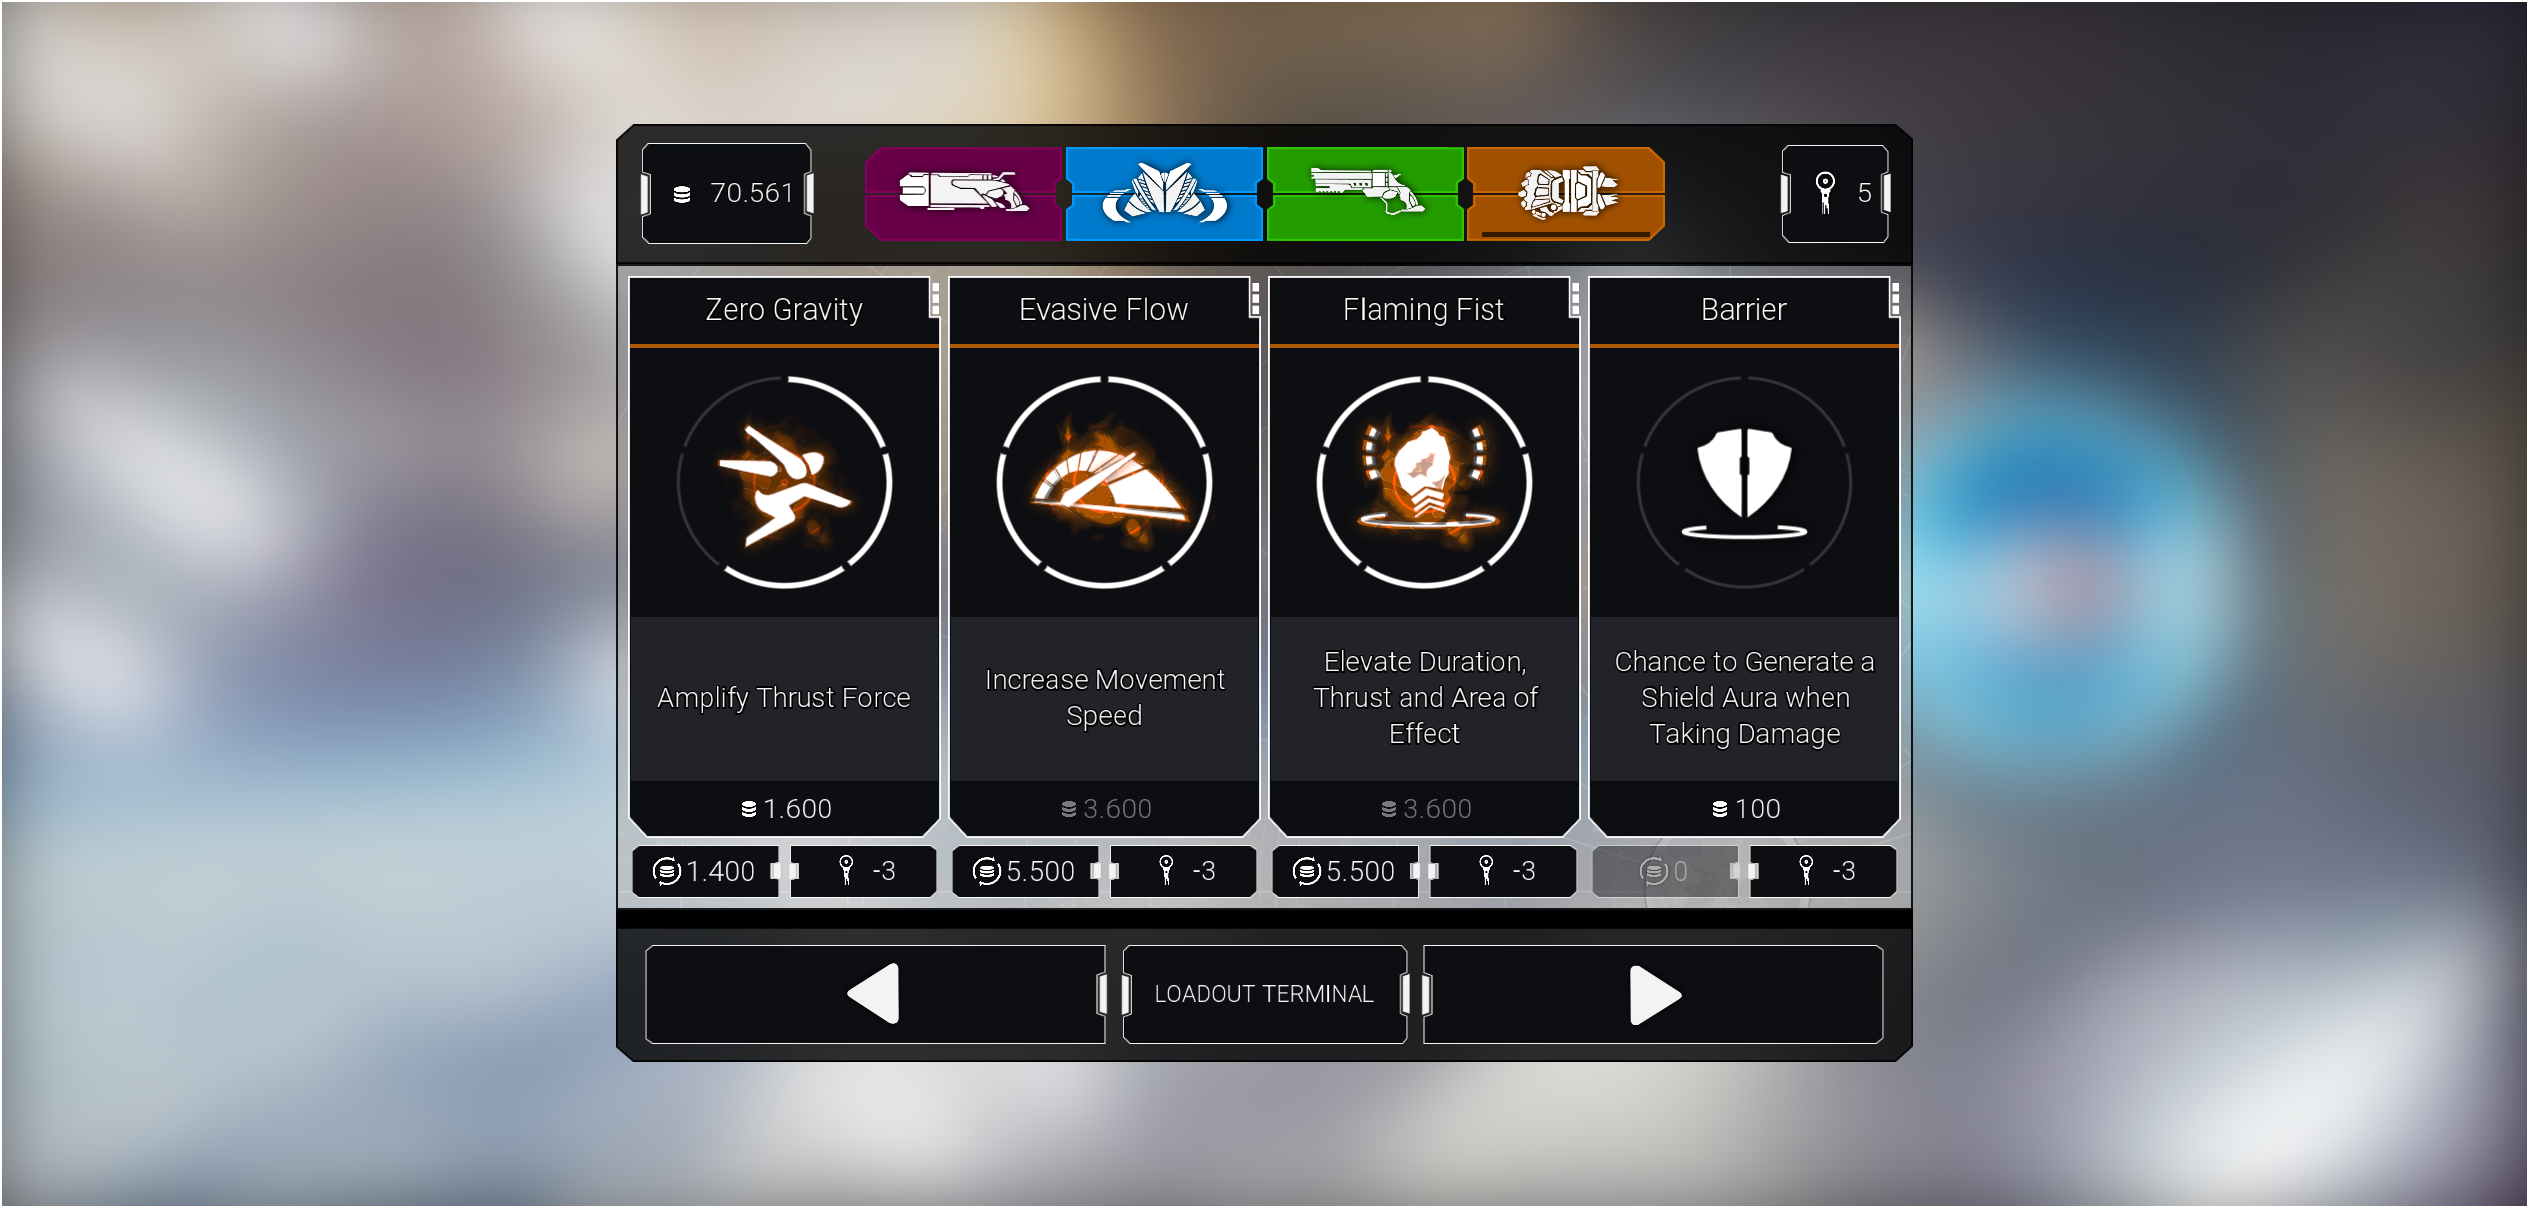 70.561
5
Zero Gravity
Evasive Flow
Flaming Fist
Barrier
Amplify Thrust Force
Increase Movement
Speed
Elevate Duration,
Thrust and Area of
Effect
Chance to Generate a
Shield Aura when
Taking Damage
1.600
3.600
3.600
100
1.400
-3
5.500
-3
5.500
-3
0
-3
LOADOUT TERMINAL